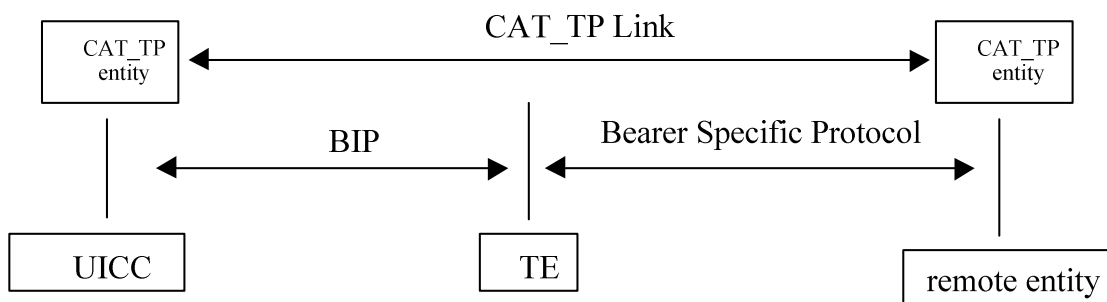 CAT_TP Link
CAT_TP
entity
CAT_TP
entity
BIP
Bearer Specific Protocol
UICC
TE
remote entity